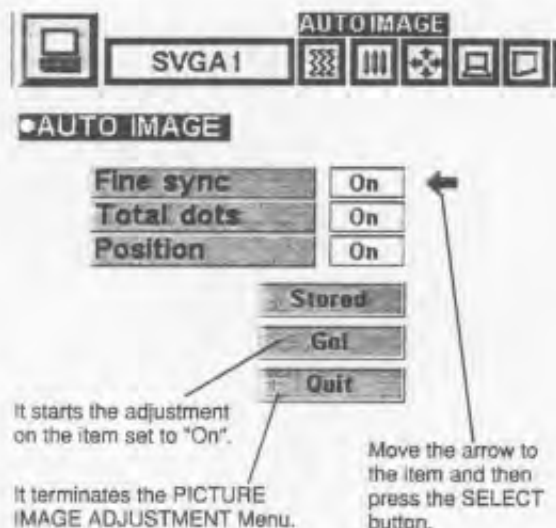 AUTO IMAGE
SVGA 1
AUTO IMAGE
Fine sync On
Total dots On
Position On
Stored
Go!
Quit
It starts the adjustment
on the item set to "On".
Move the arrow to
the item and then
press the SELECT
button.
It terminates the PICTURE
IMAGE ADJUSTMENT Menu.